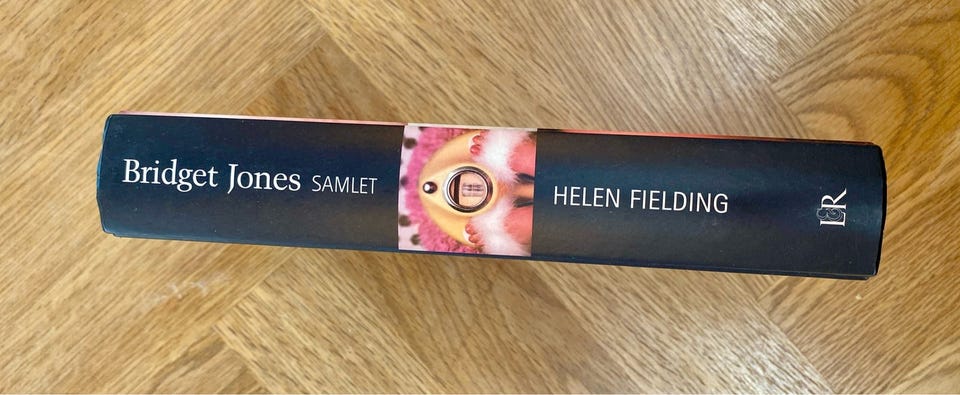 Bridget Jones SAMLET
HELEN FIELDING
L&R